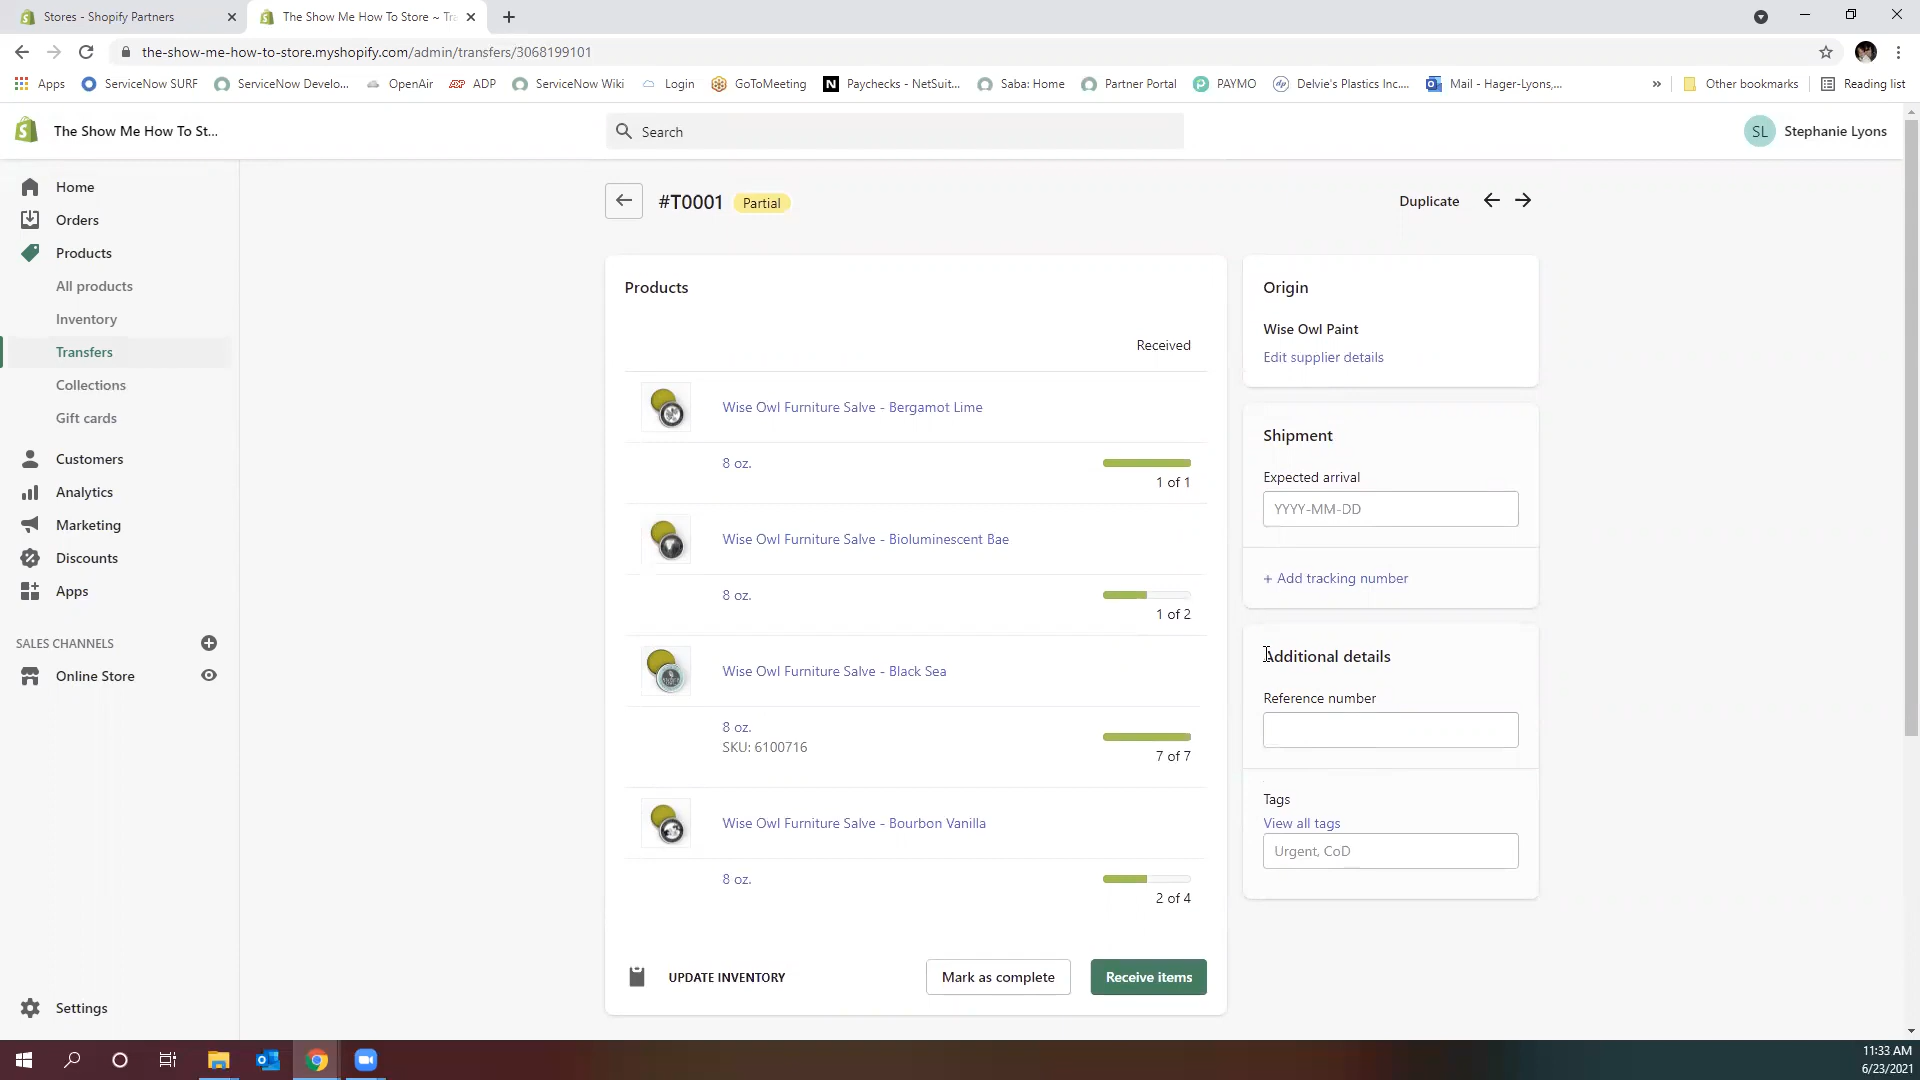 Stores - Shopify Partners
The Show Me How To Store ~ Tra
the-show-me-how-to-store.myshopify.com/admin/transfers/3068199101
Apps
ServiceNow SURF
ServiceNow Develo...
OpenAir
ADP
ServiceNow Wiki
Login
GoToMeeting
Paychecks - NetSuit...
Saba: Home
Partner Portal
PAYMO
Delvie's Plastics Inc....
Mail - Hager-Lyons,...
»
Other bookmarks
Reading list
The Show Me How To St...
Search
SL
Stephanie Lyons
Home
Orders
Products
All products
Inventory
Transfers
Collections
Gift cards
Customers
Analytics
Marketing
Discounts
Apps
SALES CHANNELS
Online Store
Settings
#T0001
Partial
Duplicate
Products
Received
Wise Owl Furniture Salve - Bergamot Lime
8 oz.
1 of 1
Wise Owl Furniture Salve - Bioluminescent Bae
8 oz.
1 of 2
Wise Owl Furniture Salve - Black Sea
8 oz.
SKU: 6100716
7 of 7
Wise Owl Furniture Salve - Bourbon Vanilla
8 oz.
2 of 4
UPDATE INVENTORY
Mark as complete
Receive items
Origin
Wise Owl Paint
Edit supplier details
Shipment
Expected arrival
YYYY-MM-DD
+ Add tracking number
Additional details
Reference number
Tags
View all tags
Urgent, CoD
11:33 AM
6/23/2021